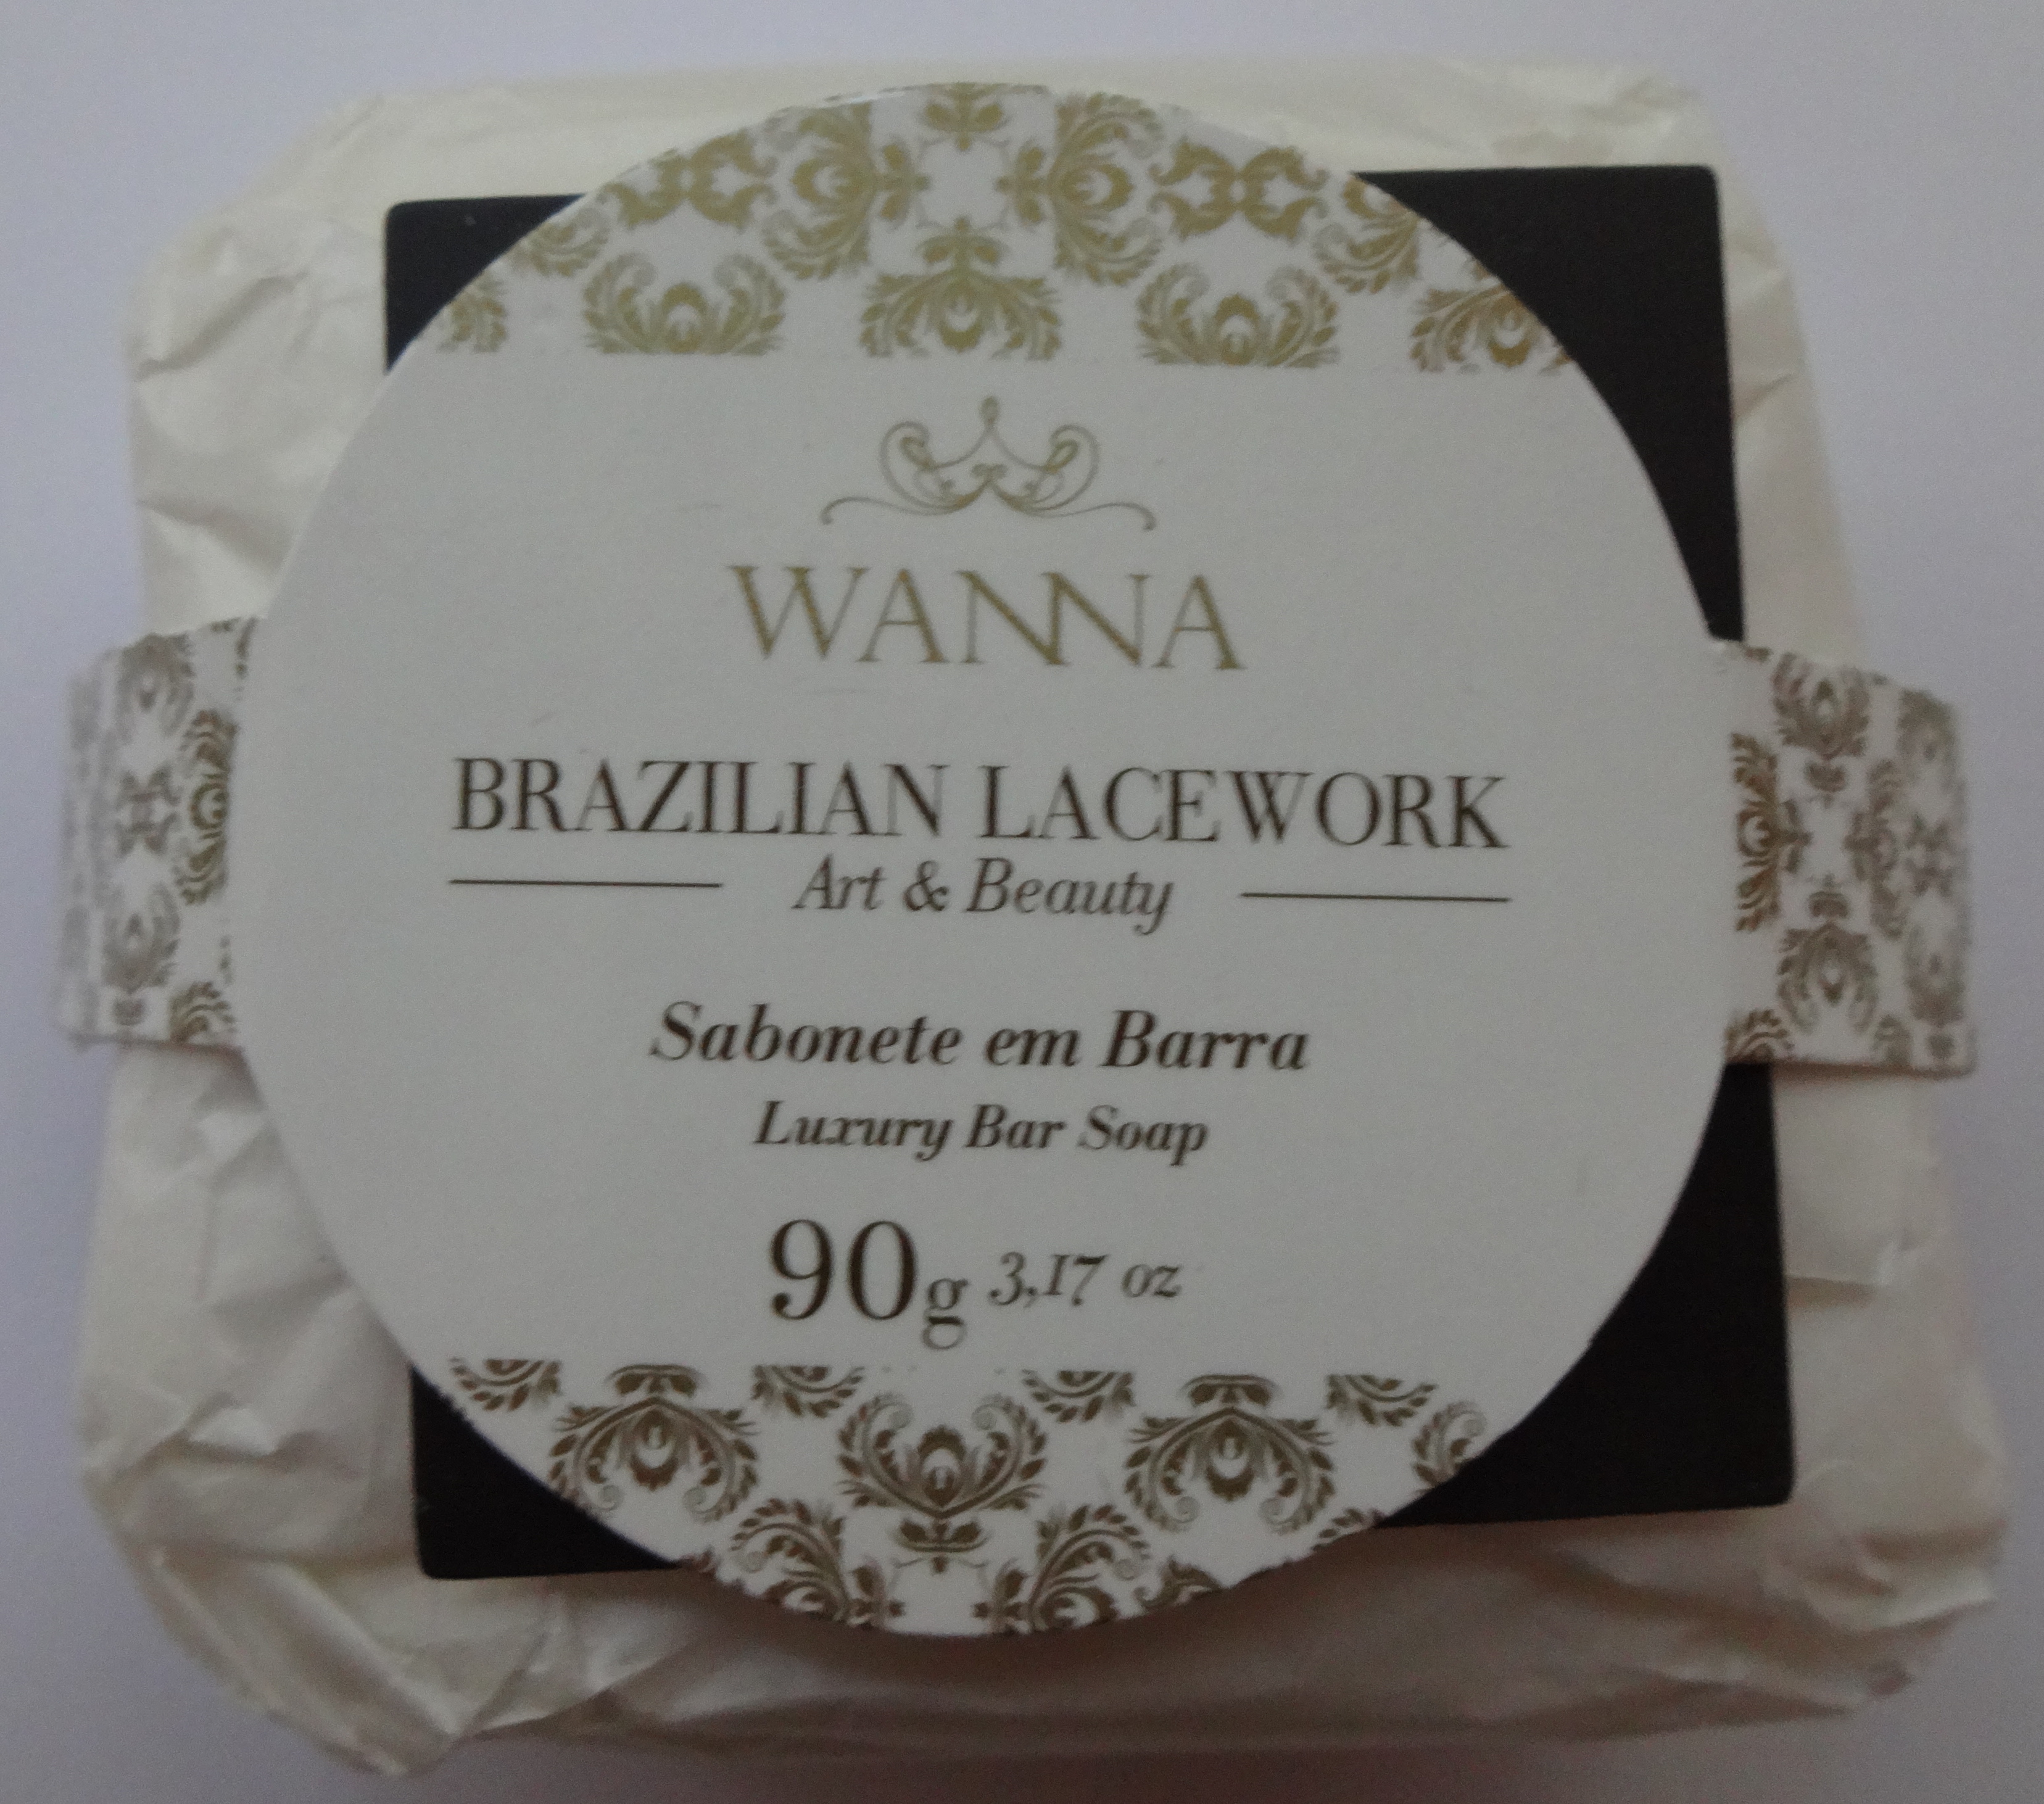 WANNA
BRAZILIAN LACEWORK
Art & Beauty
Sabonete em Barra
Luxury Bar Soap
90g 3,17 oz